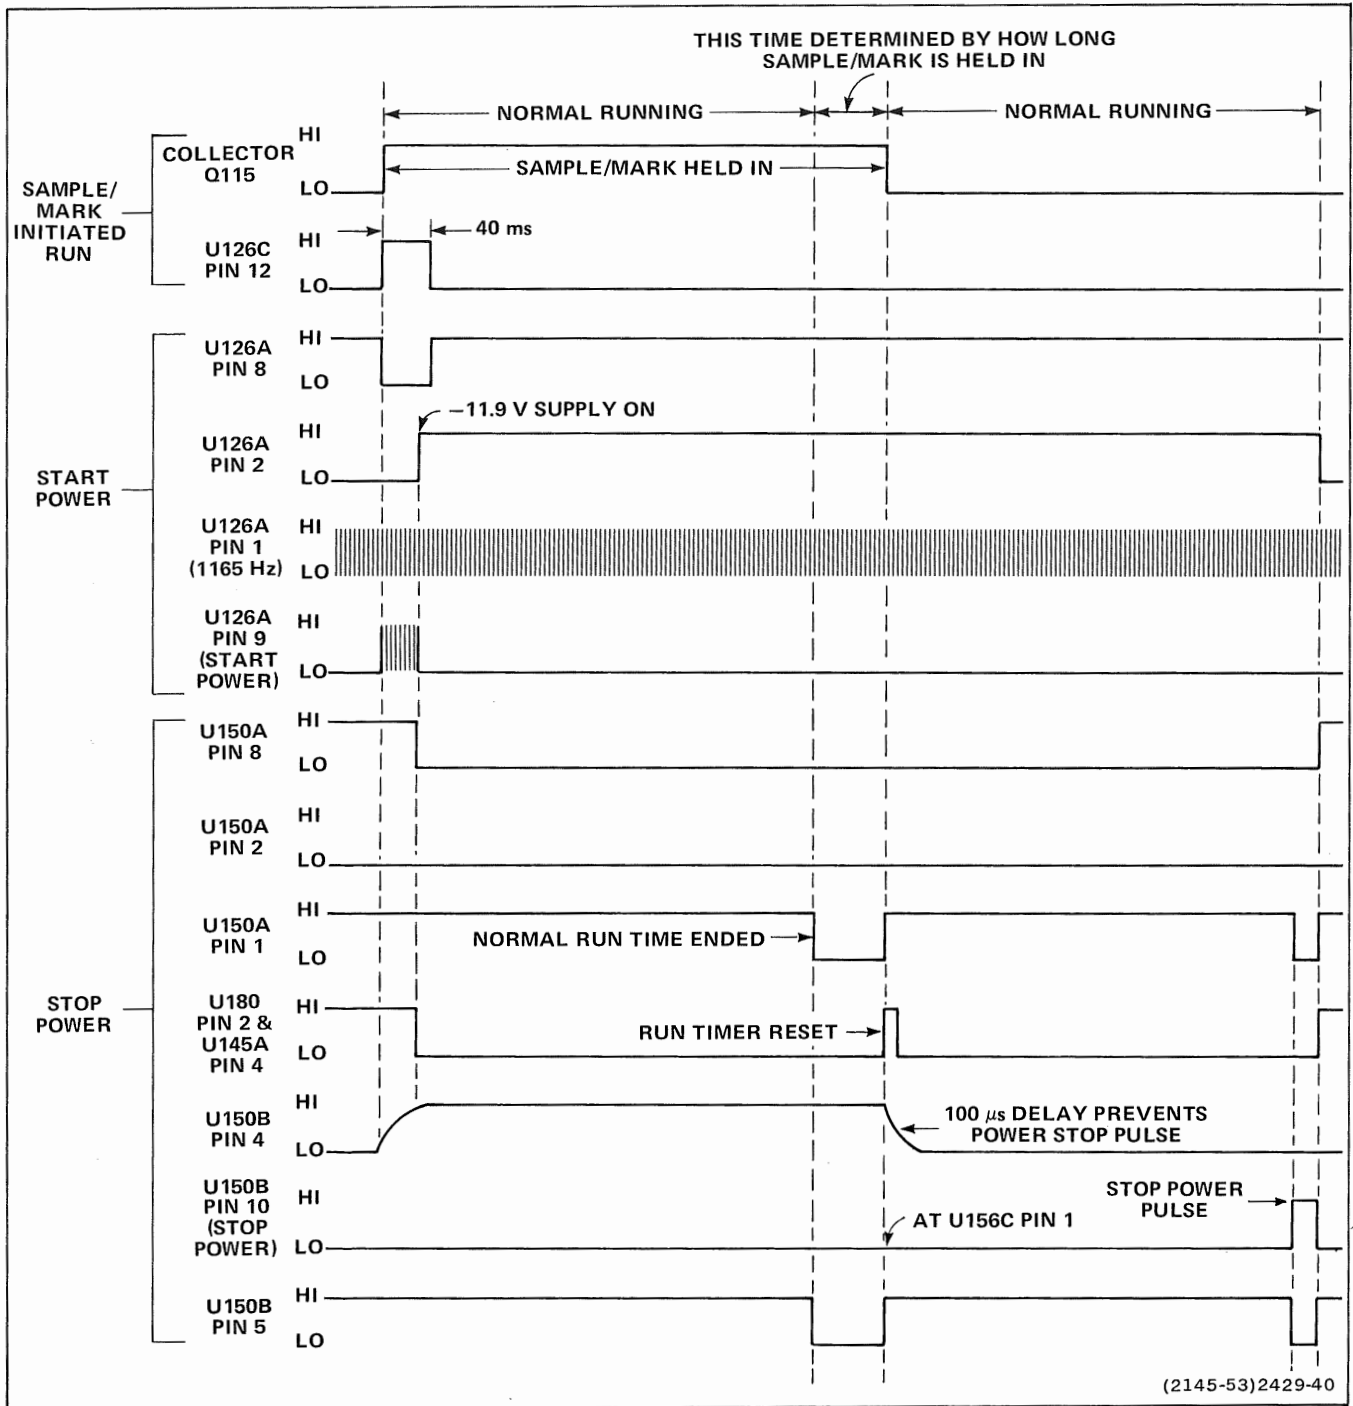 THIS TIME DETERMINED BY HOW LONG
SAMPLE/MARK IS HELD IN
NORMAL RUNNING
NORMAL RUNNING
SAMPLE/
MARK
INITIATED
RUN
COLLECTOR
Q115
HI
LO
SAMPLE/MARK HELD IN
U126C
PIN 12
HI
LO
40 ms
START
POWER
U126A
PIN 8
HI
LO
U126A
PIN 2
HI
LO
−11.9 V SUPPLY ON
U126A
PIN 1
(1165 Hz)
HI
LO
U126A
PIN 9
(START
POWER)
HI
LO
STOP
POWER
U150A
PIN 8
HI
LO
U150A
PIN 2
HI
LO
U150A
PIN 1
HI
LO
NORMAL RUN TIME ENDED
U180
PIN 2 &
U145A
PIN 4
HI
LO
RUN TIMER RESET
U150B
PIN 4
HI
LO
100 μs DELAY PREVENTS
POWER STOP PULSE
U150B
PIN 10
(STOP
POWER)
HI
LO
AT U156C PIN 1
STOP POWER
PULSE
U150B
PIN 5
HI
LO
(2145-53)2429-40